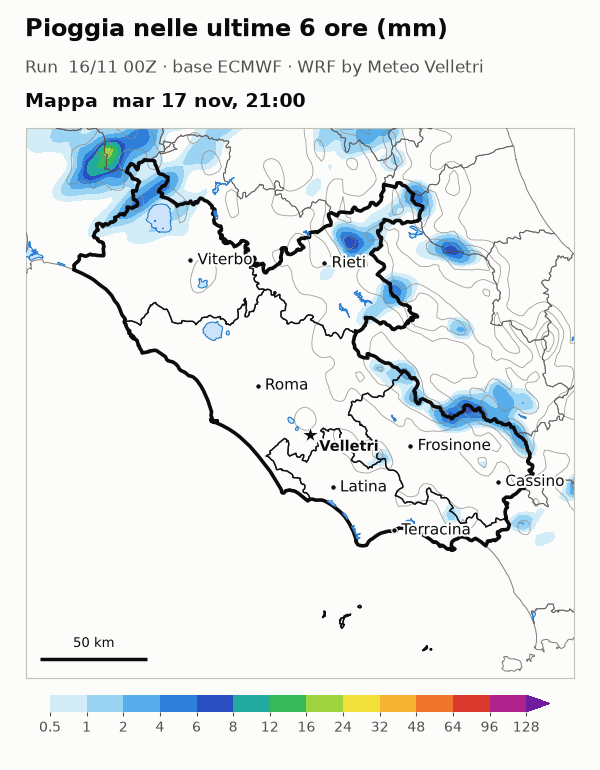 Pioggia nelle ultime 6 ore (mm)
Run  16/11 00Z · base ECMWF · WRF by Meteo Velletri
Mappa  mar 17 nov, 21:00
Viterbo
Rieti
Roma
Velletri
Frosinone
Latina
Cassino
Terracina
50 km
0.5 1 2 4 6 8 12 16 24 32 48 64 96 128